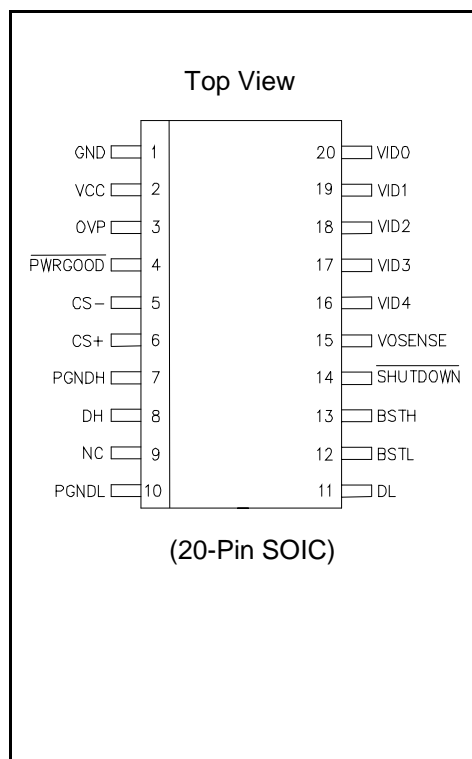 Top View
GND 1 20 VID0
VCC 2 19 VID1
OVP 3 18 VID2
PWRGOOD 4 17 VID3
CS- 5 16 VID4
CS+ 6 15 VOSENSE
PGNDH 7 14 SHUTDOWN
DH 8 13 BSTH
NC 9 12 BSTL
PGNDL 10 11 DL
(20-Pin SOIC)